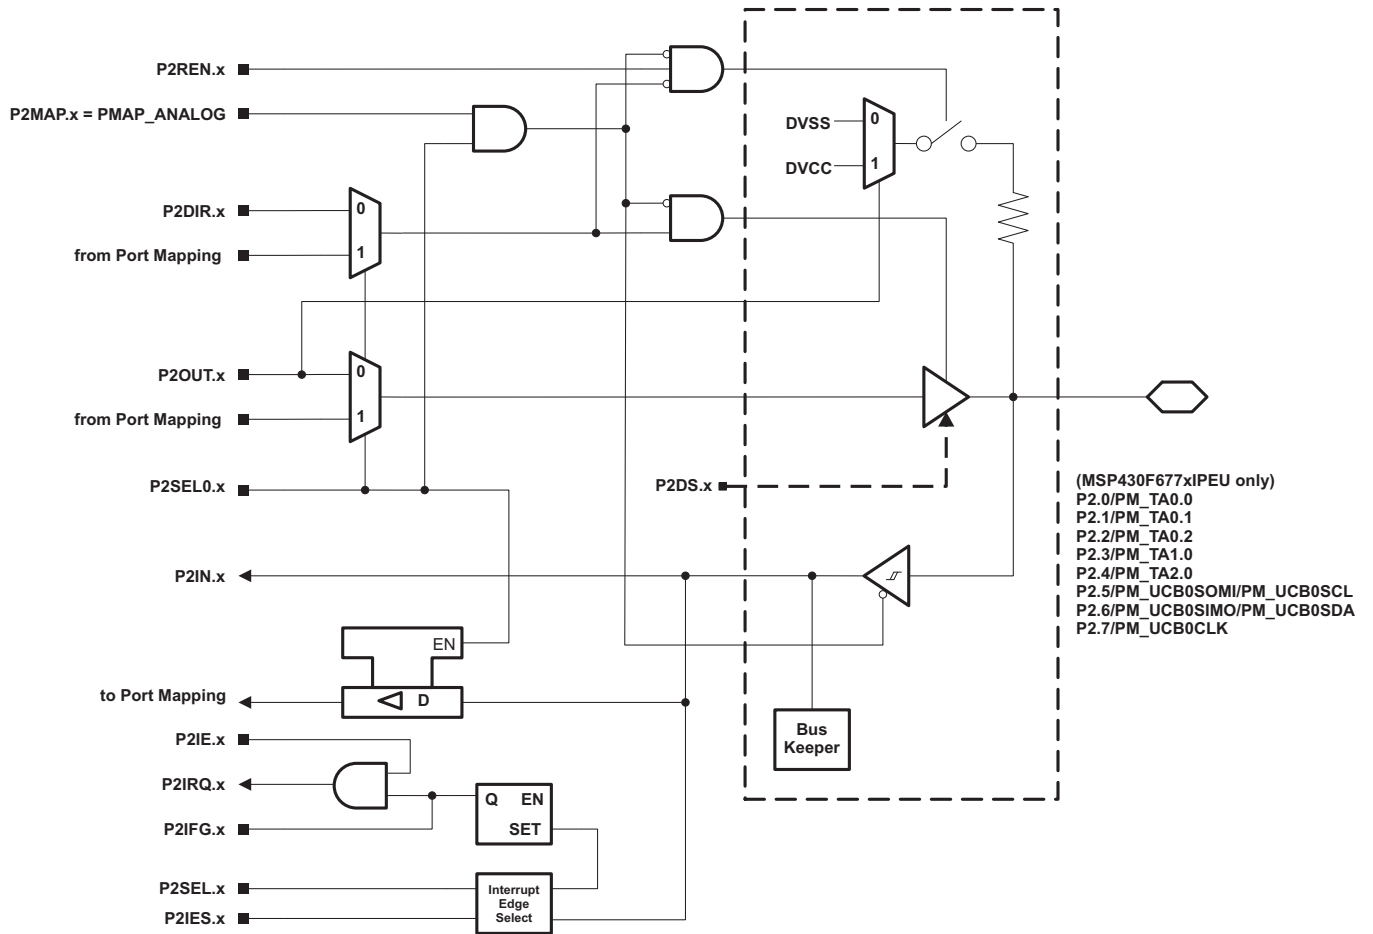 P2REN.x
P2MAP.x = PMAP_ANALOG
DVSS
0
DVCC
1
P2DIR.x
0
from Port Mapping
1
P2OUT.x
0
from Port Mapping
1
P2SEL0.x
P2DS.x
(MSP430F677xIPEU only)
P2.0/PM_TA0.0
P2.1/PM_TA0.1
P2.2/PM_TA0.2
P2.3/PM_TA1.0
P2.4/PM_TA2.0
P2.5/PM_UCB0SOMI/PM_UCB0SCL
P2.6/PM_UCB0SIMO/PM_UCB0SDA
P2.7/PM_UCB0CLK
P2IN.x
EN
to Port Mapping
D
Bus
Keeper
P2IE.x
P2IRQ.x
Q EN
SET
P2IFG.x
P2SEL.x
P2IES.x
Interrupt
Edge
Select